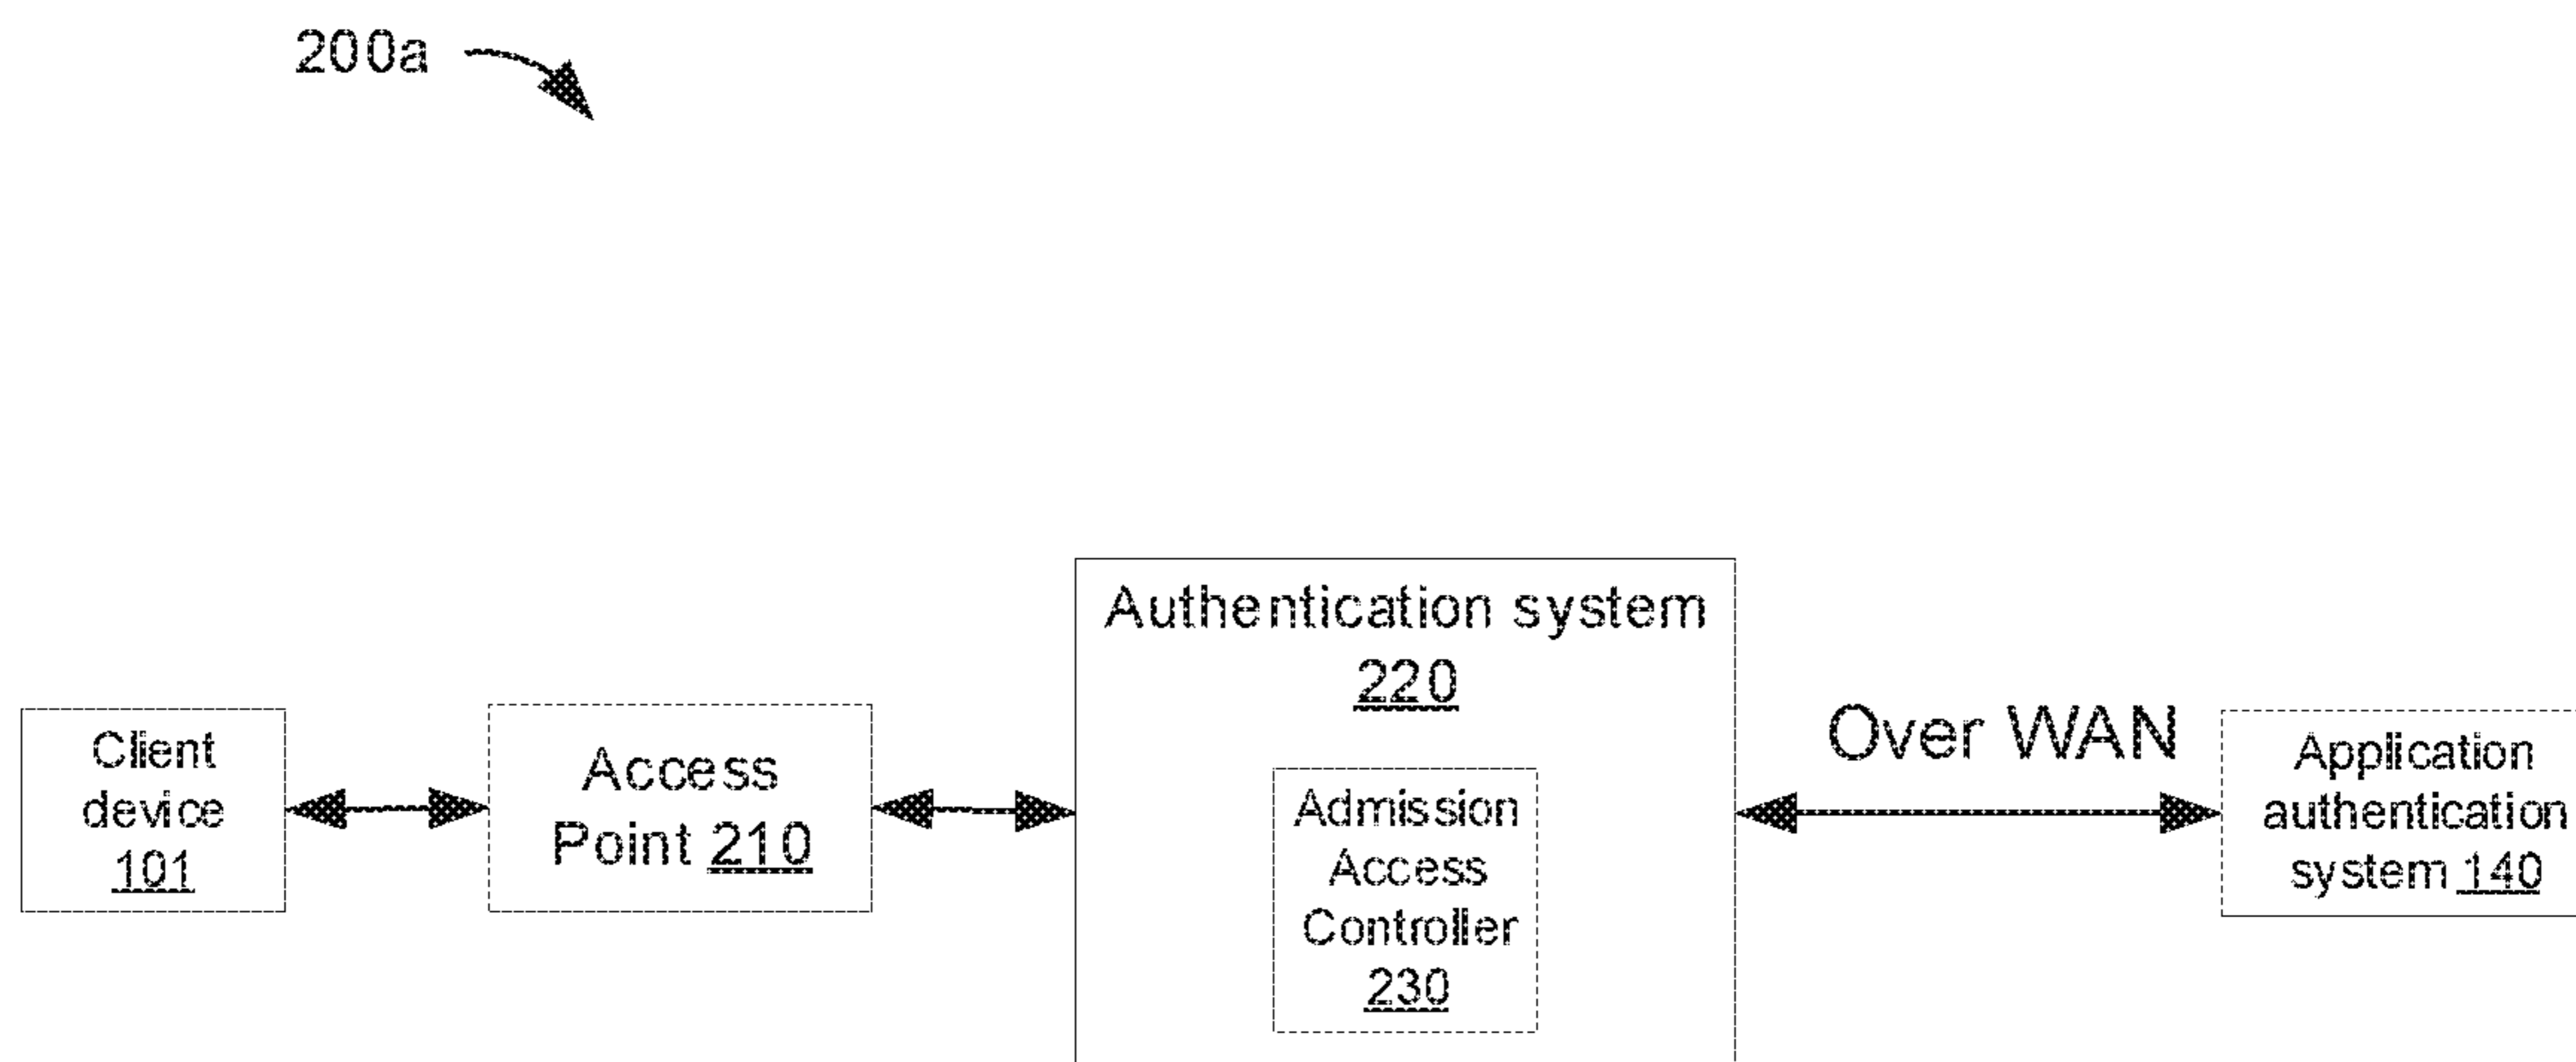 200a
Client
device
101
Access
Point 210
Authentication system
220
Admission
Access
Controller
230
Over WAN
Application
authentication
system 140